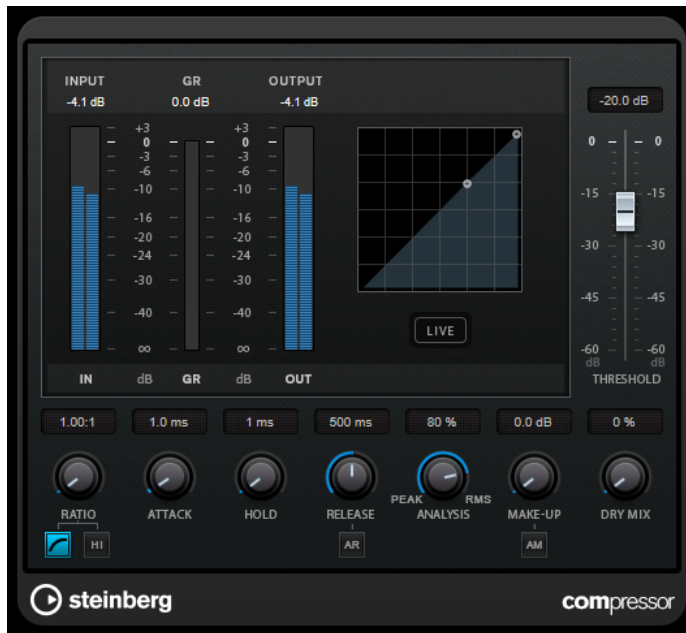 INPUT GR OUTPUT
-4.1 dB 0.0 dB -4.1 dB
-20.0 dB
+3 +3
0 0
-3 -3
-6 -6
-10 -10
-16 -16
-20 -20
-24 -24
-30 -30
-40 -40
∞ ∞
IN dB GR dB OUT
LIVE
0 0
-15 -15
-30 -30
-45 -45
-60 -60
dB dB
THRESHOLD
1.00:1 1.0 ms 1 ms 500 ms 80 % 0.0 dB 0 %
PEAK RMS
RATIO ATTACK HOLD RELEASE ANALYSIS MAKE-UP DRY MIX
HI AR AM
steinberg compressor